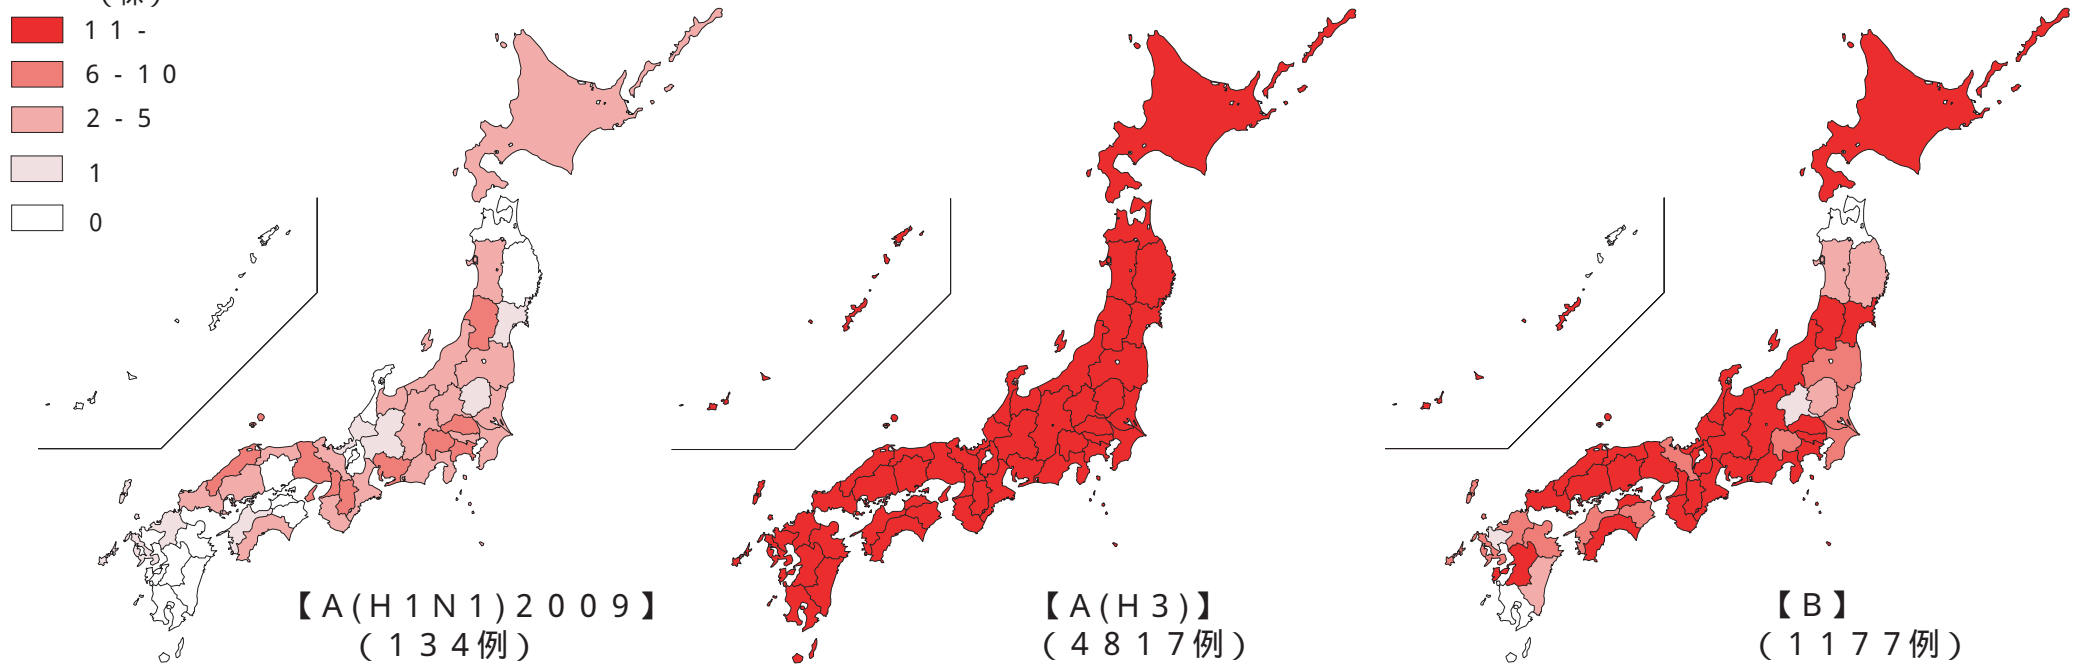 11-
6-10
2-5
1
0
【A(H1N1)2009】
(134例)
【A(H3)】
(4817例)
【B】
(1177例)